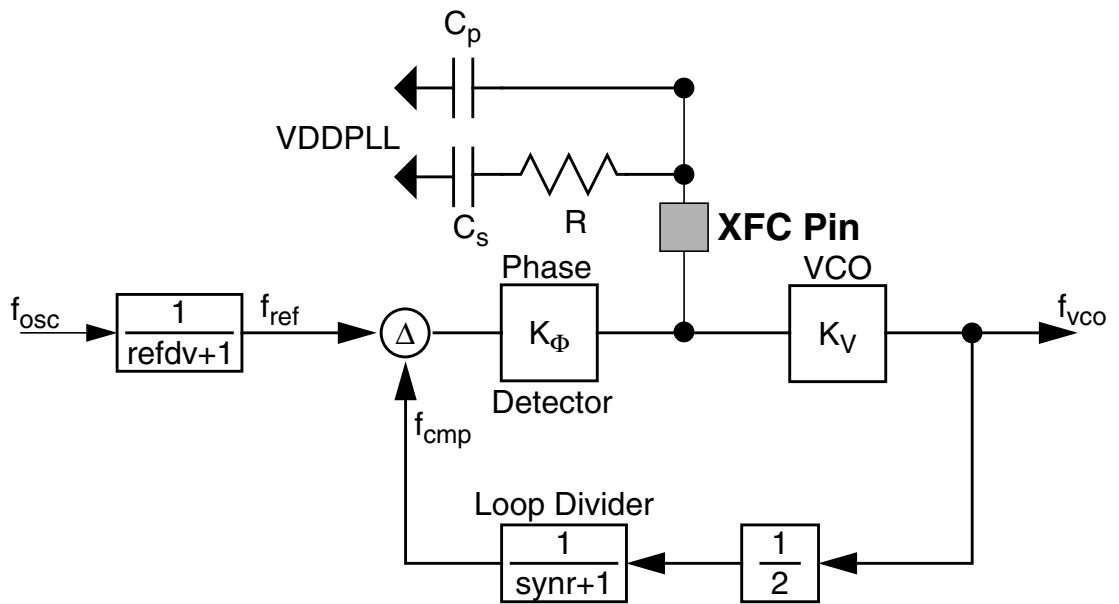 Cp
VDDPLL
Cs
R
XFC Pin
Phase
VCO
fosc
1
refdv+1
fref
Δ
KΦ
KV
fvco
Detector
fcmp
Loop Divider
1
synr+1
1
2